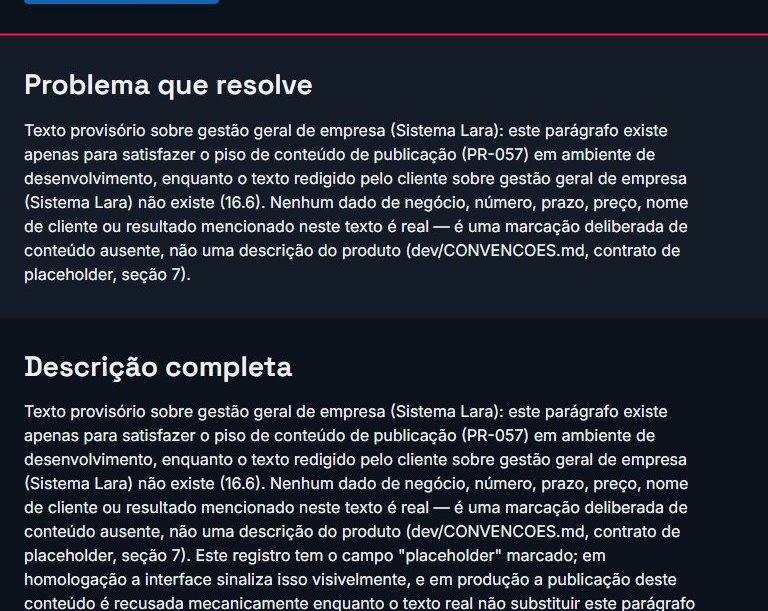 Problema que resolve
Texto provisório sobre gestão geral de empresa (Sistema Lara): este parágrafo existe
apenas para satisfazer o piso de conteúdo de publicação (PR-057) em ambiente de
desenvolvimento, enquanto o texto redigido pelo cliente sobre gestão geral de empresa
(Sistema Lara) não existe (16.6). Nenhum dado de negócio, número, prazo, preço, nome
de cliente ou resultado mencionado neste texto é real — é uma marcação deliberada de
conteúdo ausente, não uma descrição do produto (dev/CONVENCOES.md, contrato de
placeholder, seção 7).
Descrição completa
Texto provisório sobre gestão geral de empresa (Sistema Lara): este parágrafo existe
apenas para satisfazer o piso de conteúdo de publicação (PR-057) em ambiente de
desenvolvimento, enquanto o texto redigido pelo cliente sobre gestão geral de empresa
(Sistema Lara) não existe (16.6). Nenhum dado de negócio, número, prazo, preço, nome
de cliente ou resultado mencionado neste texto é real — é uma marcação deliberada de
conteúdo ausente, não uma descrição do produto (dev/CONVENCOES.md, contrato de
placeholder, seção 7). Este registro tem o campo "placeholder" marcado; em
homologação a interface sinaliza isso visivelmente, e em produção a publicação deste
conteúdo é recusada mecanicamente enquanto o texto real não substituir este parágrafo